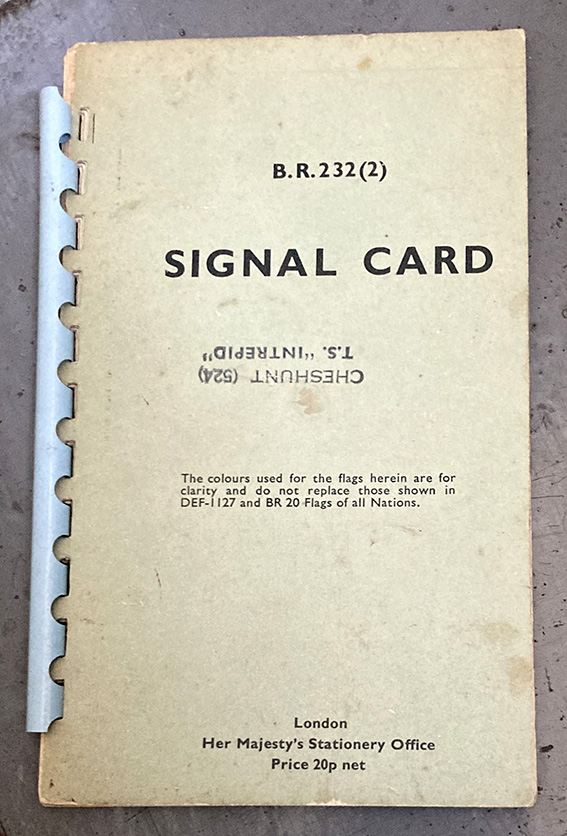 B.R.232(2)
SIGNAL CARD
CHESHUNT (524)
T.S. "INTREPID"
The colours used for the flags herein are for
clarity and do not replace those shown in
DEF-1127 and BR 20 Flags of all Nations.
London
Her Majesty's Stationery Office
Price 20p net